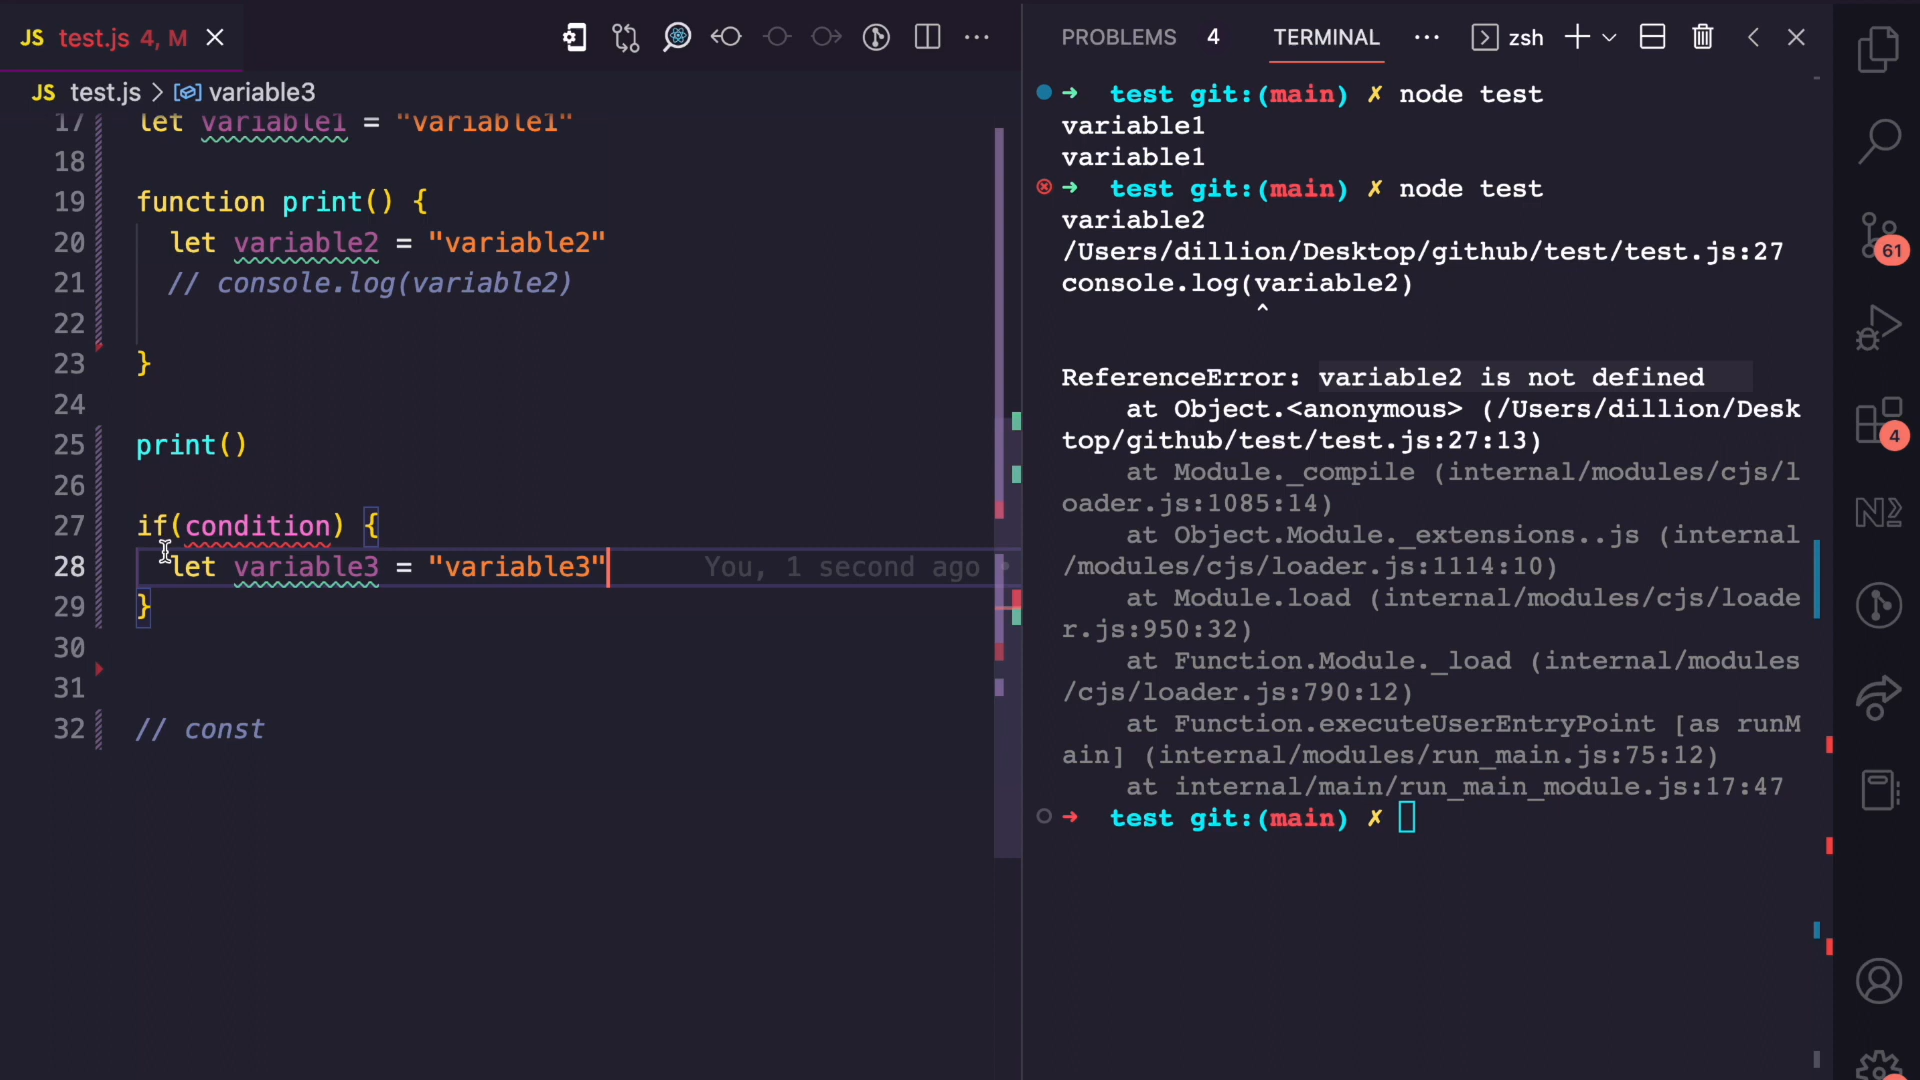 JS test.js 4, M
JS test.js > variable3
17 let variable1 = "variable1"
18
19 function print() {
20 let variable2 = "variable2"
21 // console.log(variable2)
22
23 }
24
25 print()
26
27 if(condition) {
28 let variable3 = "variable3" You, 1 second ago •
29 }
30
31
32 // const
PROBLEMS 4 TERMINAL ··· zsh
→ test git:(main) ✗ node test
variable1
variable1
→ test git:(main) ✗ node test
variable2
/Users/dillion/Desktop/github/test/test.js:27
console.log(variable2)
^
ReferenceError: variable2 is not defined
at Object.<anonymous> (/Users/dillion/Desk
top/github/test/test.js:27:13)
at Module._compile (internal/modules/cjs/l
oader.js:1085:14)
at Object.Module._extensions..js (internal
/modules/cjs/loader.js:1114:10)
at Module.load (internal/modules/cjs/loade
r.js:950:32)
at Function.Module._load (internal/modules
/cjs/loader.js:790:12)
at Function.executeUserEntryPoint [as runM
ain] (internal/modules/run_main.js:75:12)
at internal/main/run_main_module.js:17:47
→ test git:(main) ✗
61
4